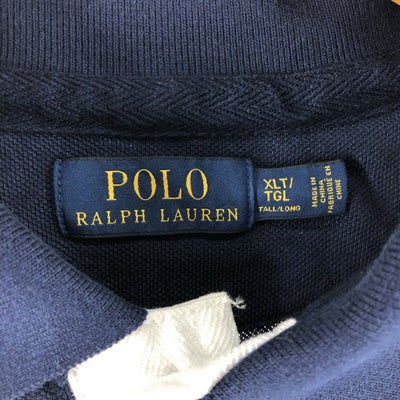 POLO
RALPH LAUREN
XLT/
TGL
TALL/LONG
MADE IN
CHINA
FABRIQUÉ EN
CHINE